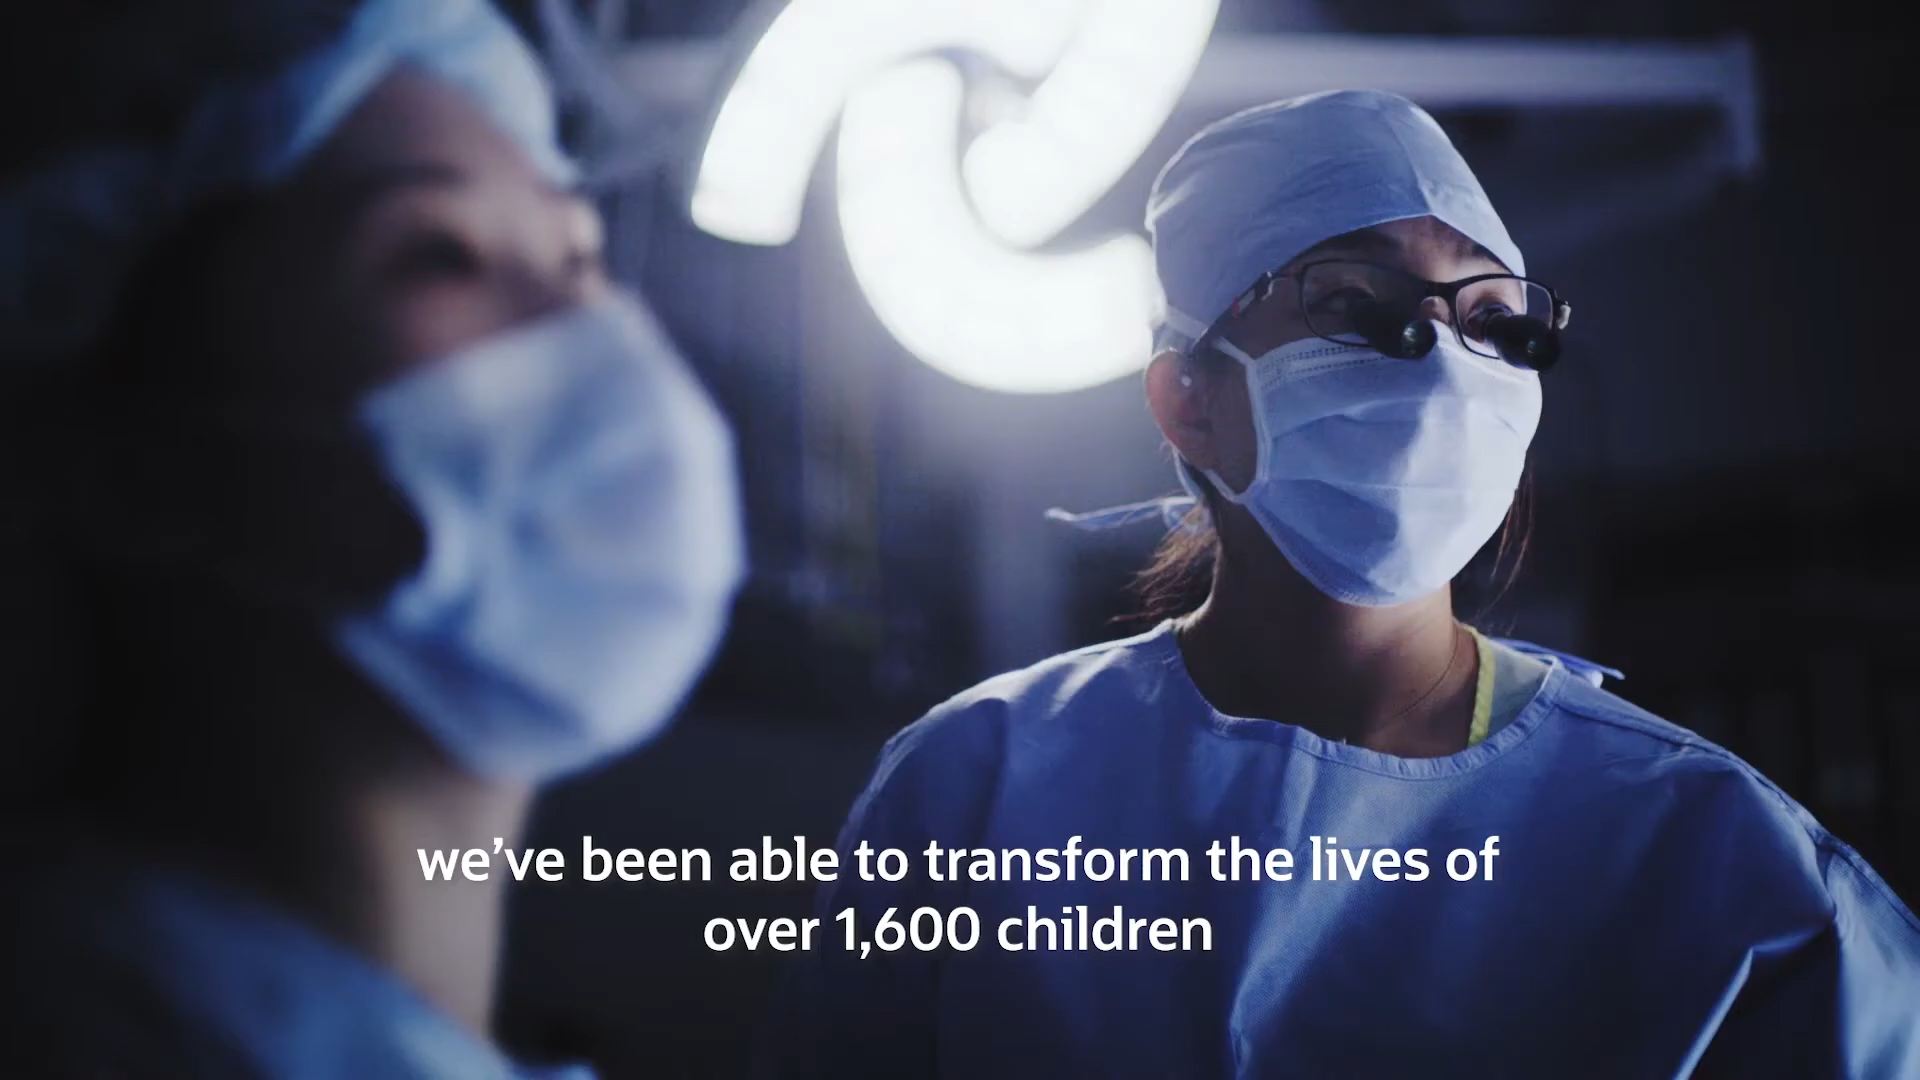 we’ve been able to transform the lives of
over 1,600 children